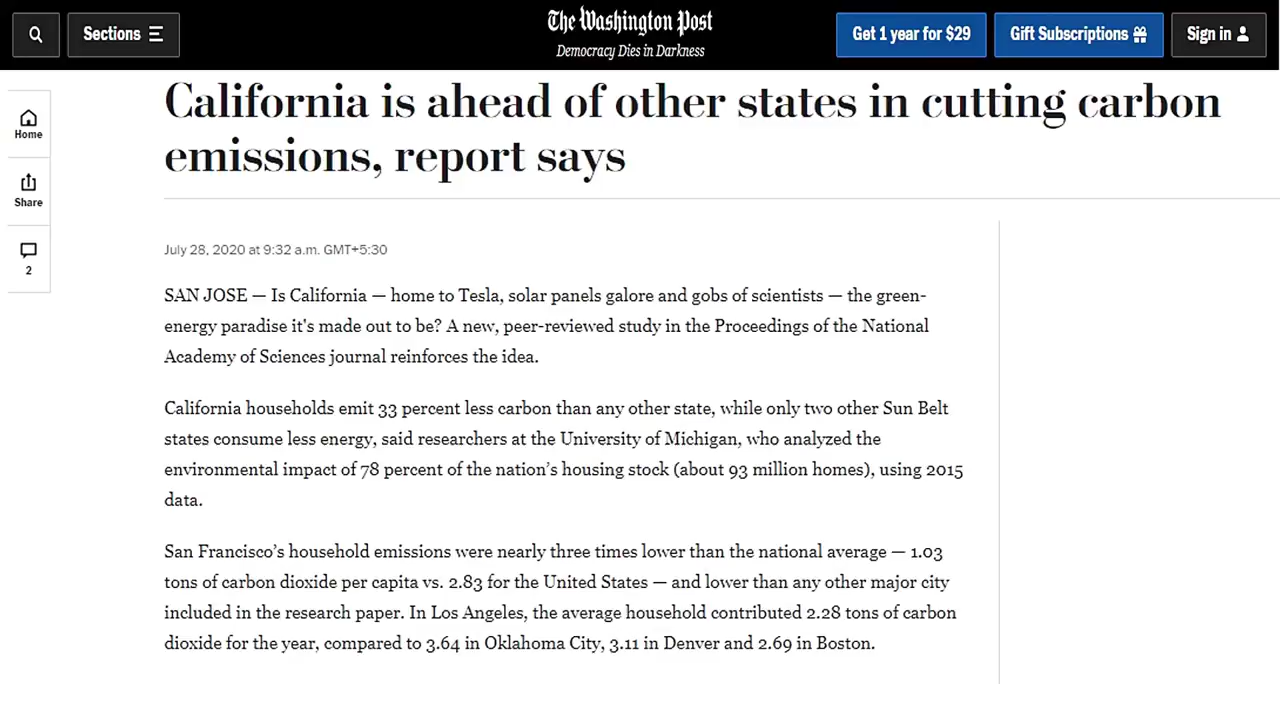 Sections
The Washington Post
Democracy Dies in Darkness
Get 1 year for $29
Gift Subscriptions
Sign in
California is ahead of other states in cutting carbon
emissions, report says
Home
Share
2
July 28, 2020 at 9:32 a.m. GMT+5:30
SAN JOSE — Is California — home to Tesla, solar panels galore and gobs of scientists — the green-
energy paradise it's made out to be? A new, peer-reviewed study in the Proceedings of the National
Academy of Sciences journal reinforces the idea.
California households emit 33 percent less carbon than any other state, while only two other Sun Belt
states consume less energy, said researchers at the University of Michigan, who analyzed the
environmental impact of 78 percent of the nation’s housing stock (about 93 million homes), using 2015
data.
San Francisco’s household emissions were nearly three times lower than the national average — 1.03
tons of carbon dioxide per capita vs. 2.83 for the United States — and lower than any other major city
included in the research paper. In Los Angeles, the average household contributed 2.28 tons of carbon
dioxide for the year, compared to 3.64 in Oklahoma City, 3.11 in Denver and 2.69 in Boston.